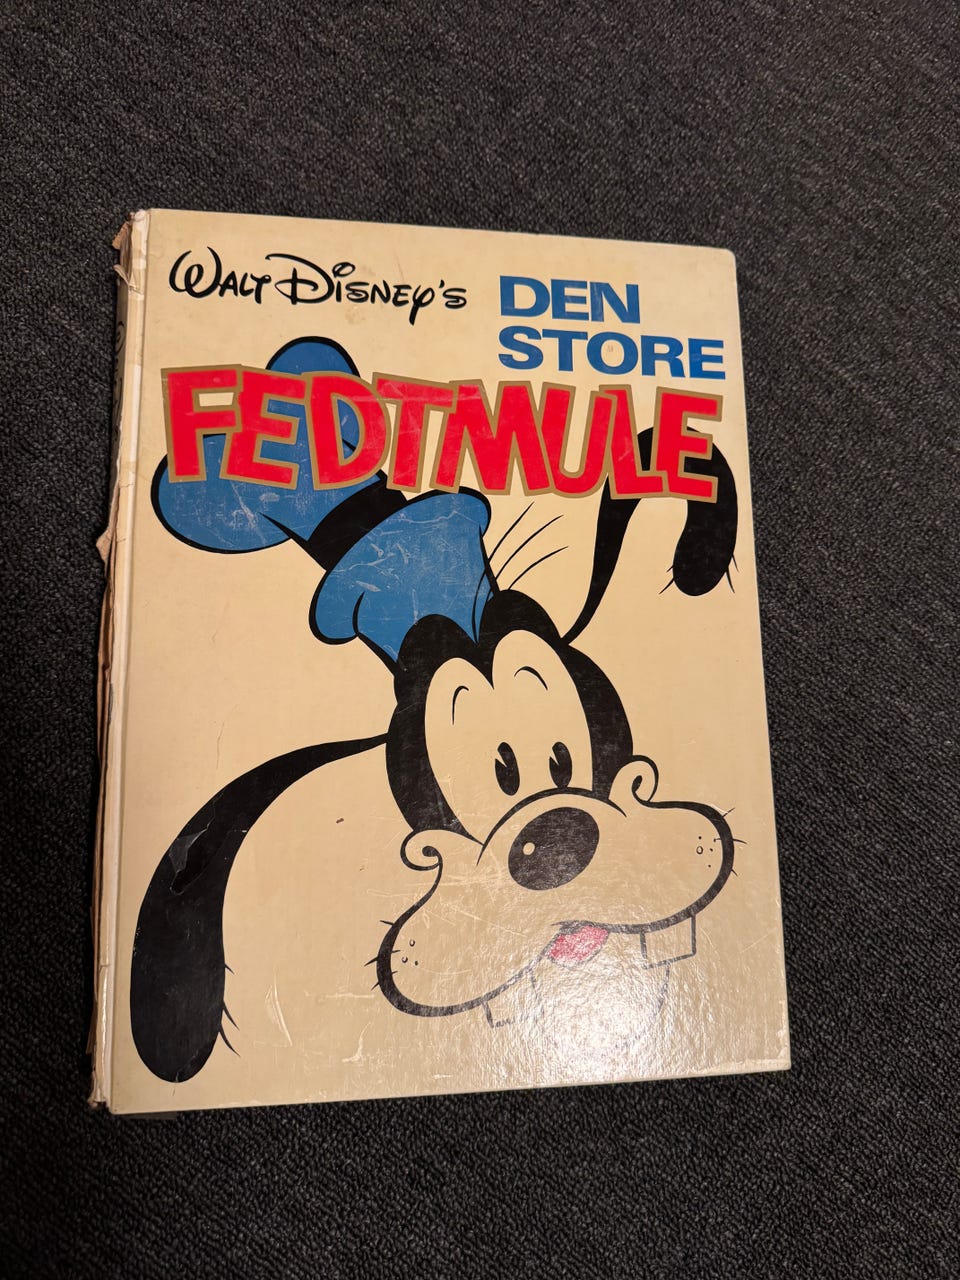 WALT DISNEY'S
DEN
STORE
FEDTMULE